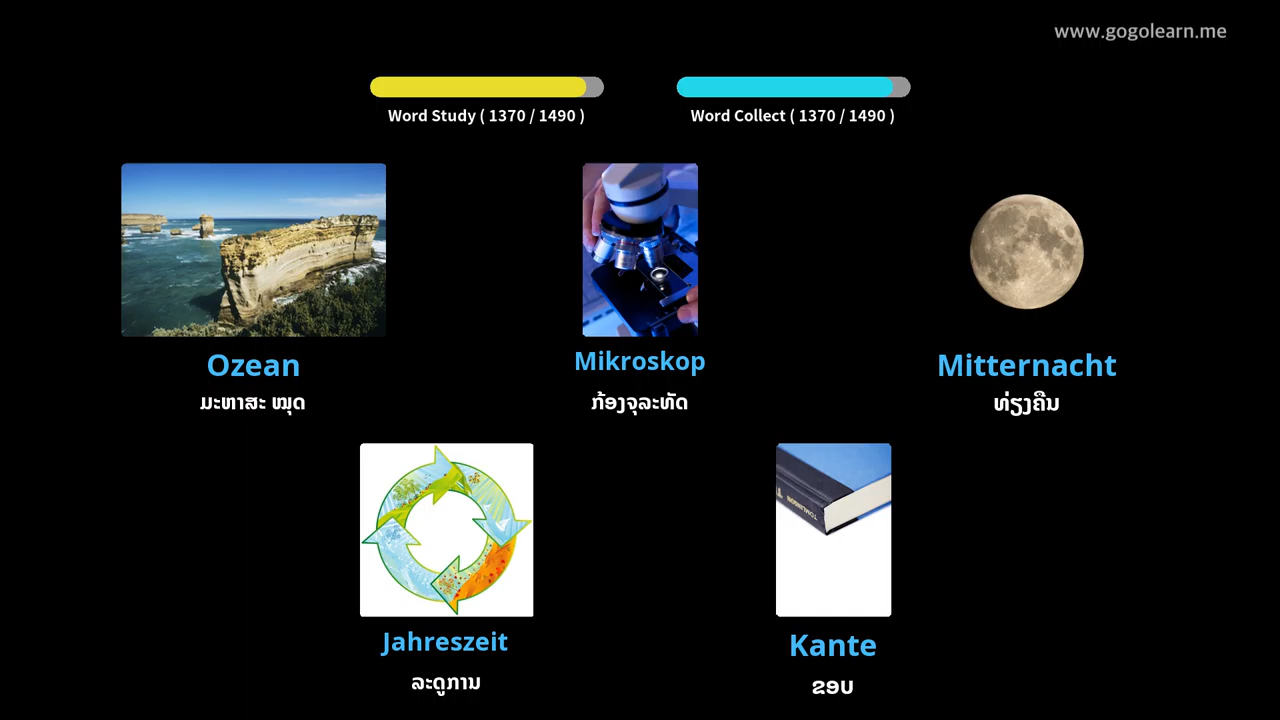 www.gogolearn.me
Word Study ( 1370 / 1490 )
Word Collect ( 1370 / 1490 )
Ozean
ມະຫາສະ ໝຸດ
Mikroskop
ກ້ອງຈຸລະທັດ
Mitternacht
ທ່ຽງຄືນ
TOMLINSON
Jahreszeit
ລະດູການ
Kante
ຂອບ